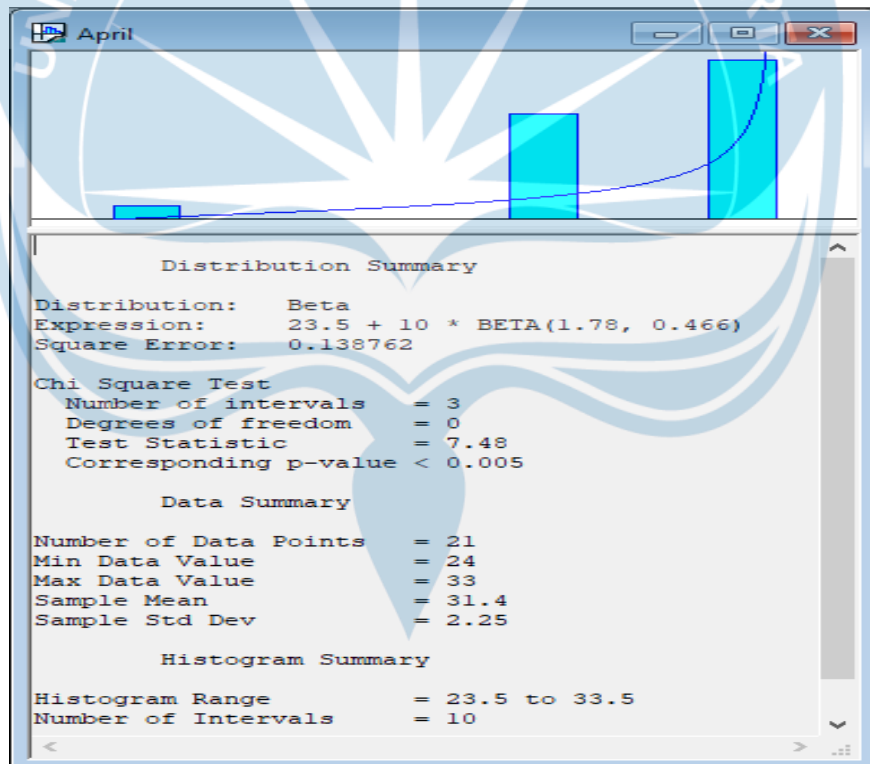 April
Distribution Summary
Distribution: Beta
Expression: 23.5 + 10 * BETA(1.78, 0.466)
Square Error: 0.138762
Chi Square Test
Number of intervals = 3
Degrees of freedom = 0
Test Statistic = 7.48
Corresponding p-value < 0.005
Data Summary
Number of Data Points = 21
Min Data Value = 24
Max Data Value = 33
Sample Mean = 31.4
Sample Std Dev = 2.25
Histogram Summary
Histogram Range = 23.5 to 33.5
Number of Intervals = 10